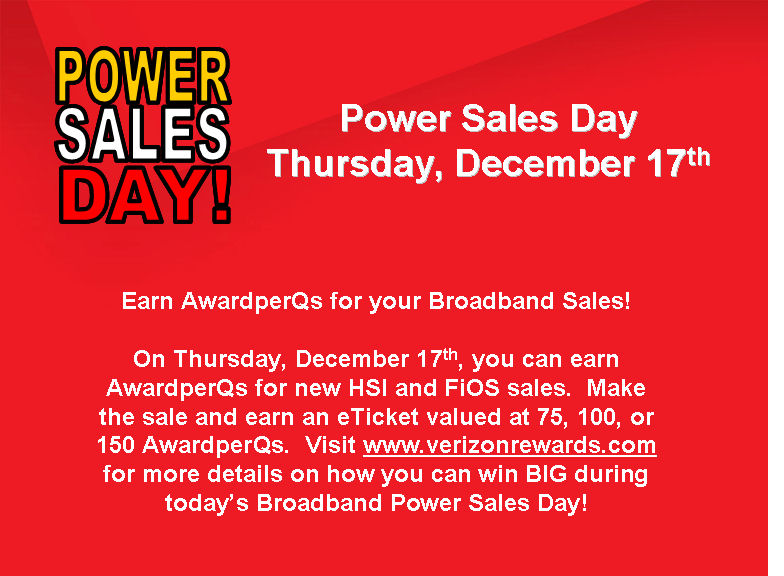 POWER
SALES
DAY!
Power Sales Day
Thursday, December 17th
Earn AwardperQs for your Broadband Sales!
On Thursday, December 17th, you can earn
AwardperQs for new HSI and FiOS sales.  Make
the sale and earn an eTicket valued at 75, 100, or
150 AwardperQs.  Visit www.verizonrewards.com
for more details on how you can win BIG during
today’s Broadband Power Sales Day!